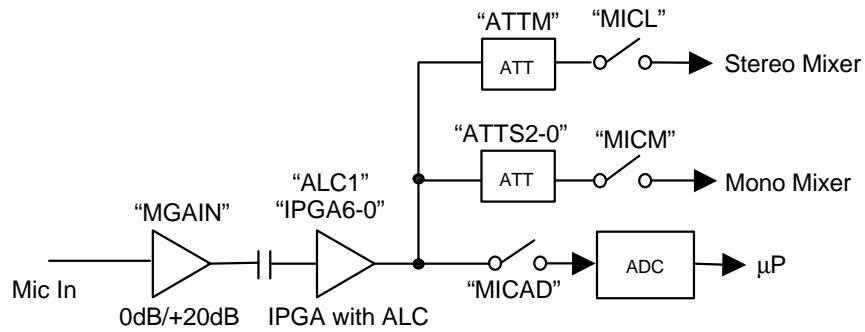 “ATTM”
“MICL”
ATT
Stereo Mixer
“ATTS2-0”
“MICM”
ATT
Mono Mixer
“ALC1”
“MGAIN”
“IPGA6-0”
Mic In
ADC
μP
“MICAD”
0dB/+20dB
IPGA with ALC